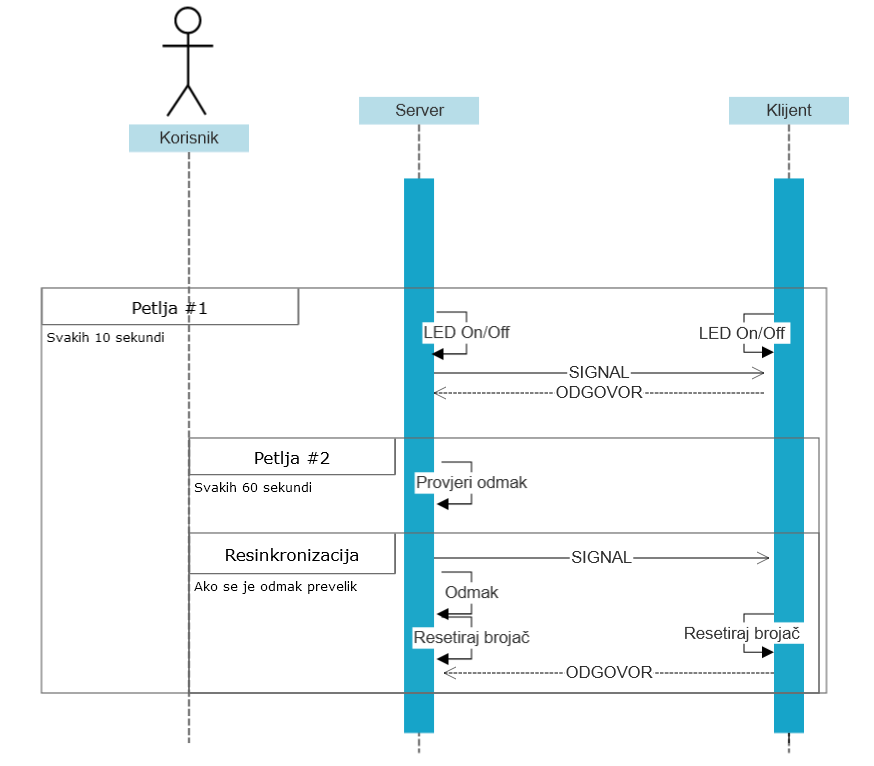 Korisnik
Server
Klijent
Petlja #1
Svakih 10 sekundi
LED On/Off
LED On/Off
SIGNAL
ODGOVOR
Petlja #2
Svakih 60 sekundi
Provjeri odmak
Resinkronizacija
Ako se je odmak prevelik
SIGNAL
Odmak
Resetiraj brojač
Resetiraj brojač
ODGOVOR